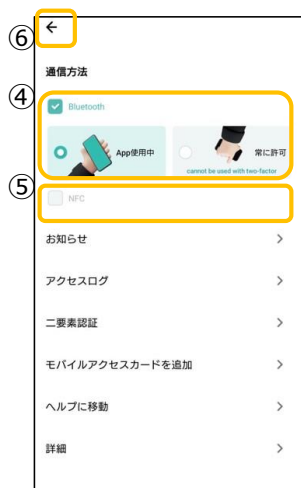 ⑥
通信方法
④
Bluetooth
App使用中
常に許可
cannot be used with two-factor
⑤
NFC
お知らせ
アクセスログ
二要素認証
モバイルアクセスカードを追加
ヘルプに移動
詳細